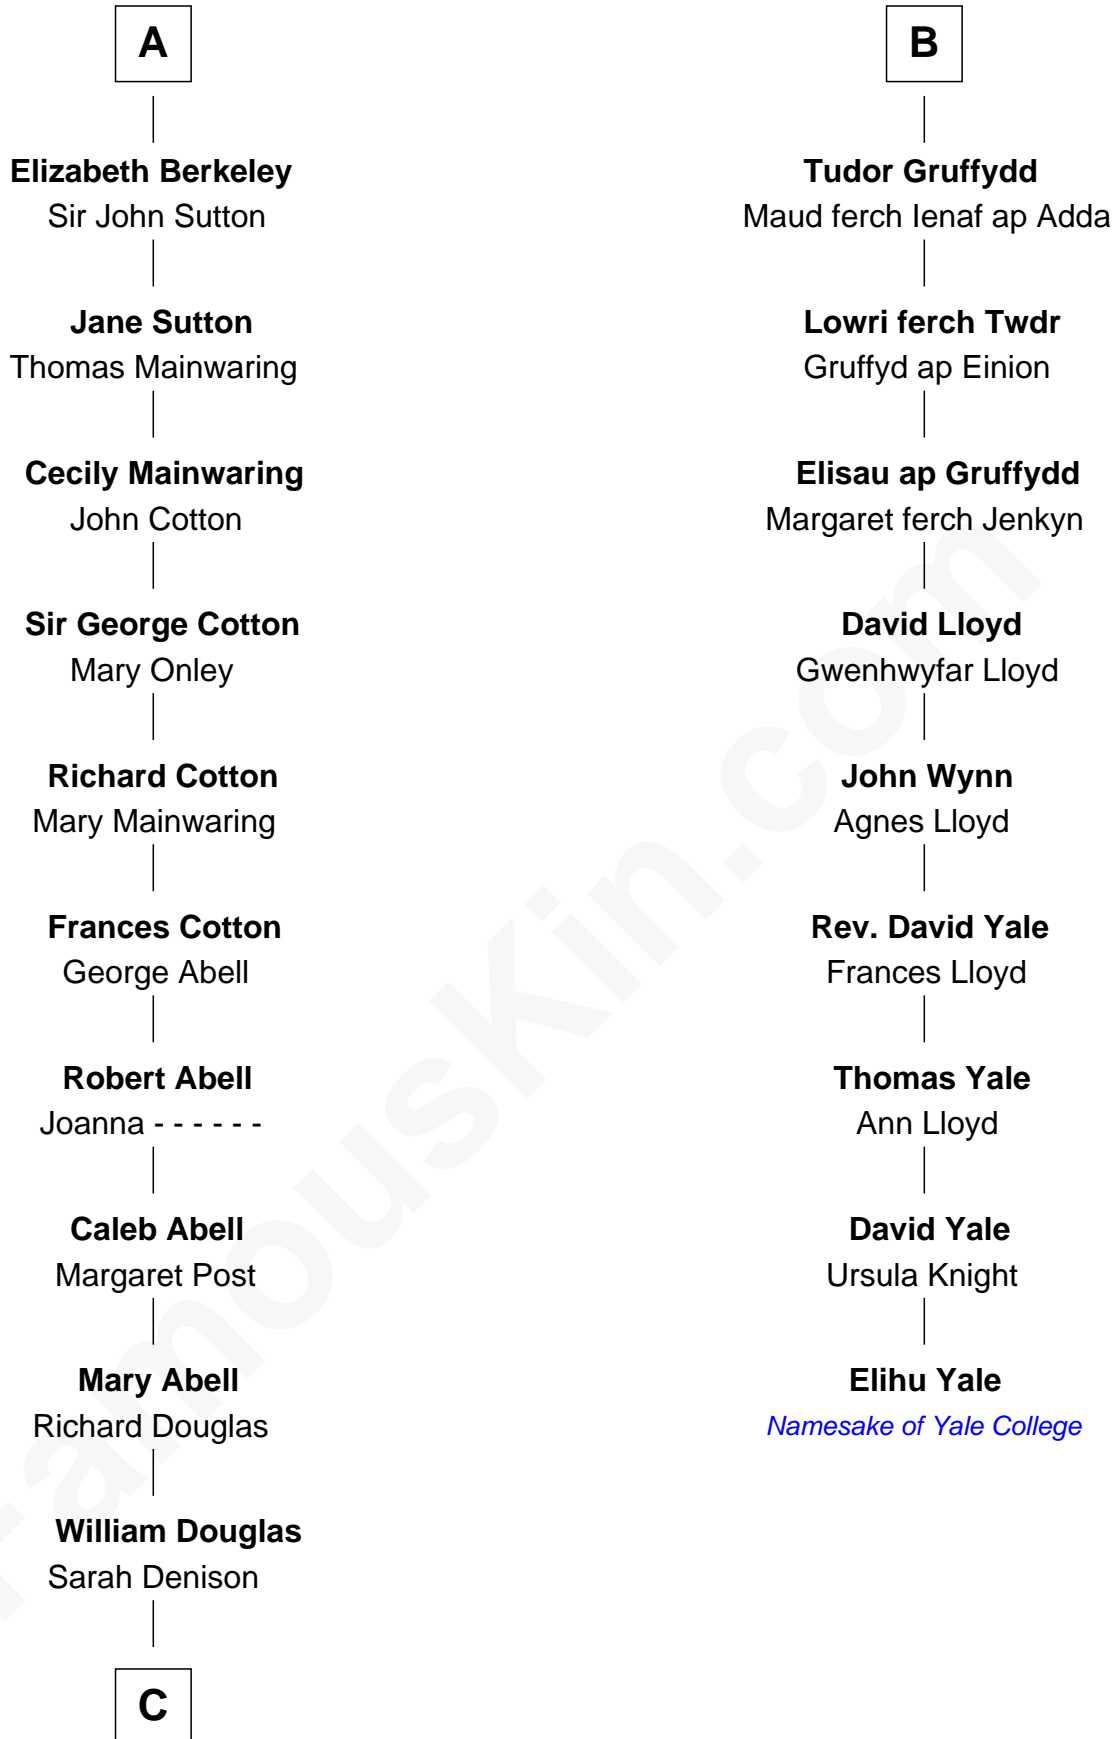 A
Elizabeth Berkeley
Sir John Sutton
Jane Sutton
Thomas Mainwaring
Cecily Mainwaring
John Cotton
Sir George Cotton
Mary Onley
Richard Cotton
Mary Mainwaring
Frances Cotton
George Abell
Robert Abell
Joanna - - - - - -
Caleb Abell
Margaret Post
Mary Abell
Richard Douglas
William Douglas
Sarah Denison
C
B
Tudor Gruffydd
Maud ferch Ienaf ap Adda
Lowri ferch Twdr
Gruffyd ap Einion
Elisau ap Gruffydd
Margaret ferch Jenkyn
David Lloyd
Gwenhwyfar Lloyd
John Wynn
Agnes Lloyd
Rev. David Yale
Frances Lloyd
Thomas Yale
Ann Lloyd
David Yale
Ursula Knight
Elihu Yale
Namesake of Yale College
FamousKin.com